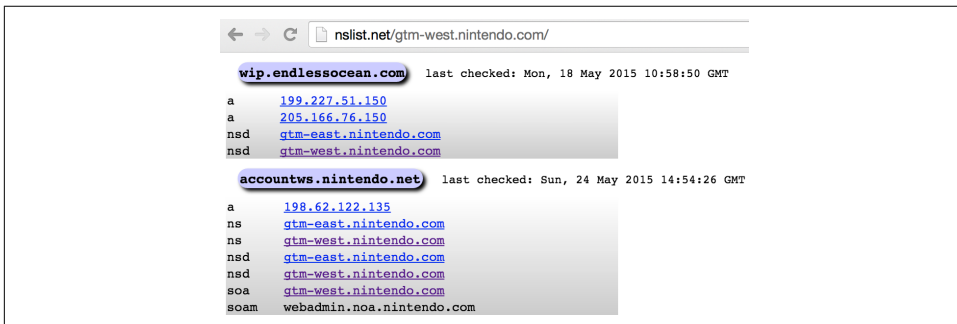 nslist.net/gtm-west.nintendo.com/
wip.endlessocean.com last checked: Mon, 18 May 2015 10:58:50 GMT
a 199.227.51.150
a 205.166.76.150
nsd gtm-east.nintendo.com
nsd gtm-west.nintendo.com
accountws.nintendo.net last checked: Sun, 24 May 2015 14:54:26 GMT
a 198.62.122.135
ns gtm-east.nintendo.com
ns gtm-west.nintendo.com
nsd gtm-east.nintendo.com
nsd gtm-west.nintendo.com
soa gtm-west.nintendo.com
soam webadmin.noa.nintendo.com